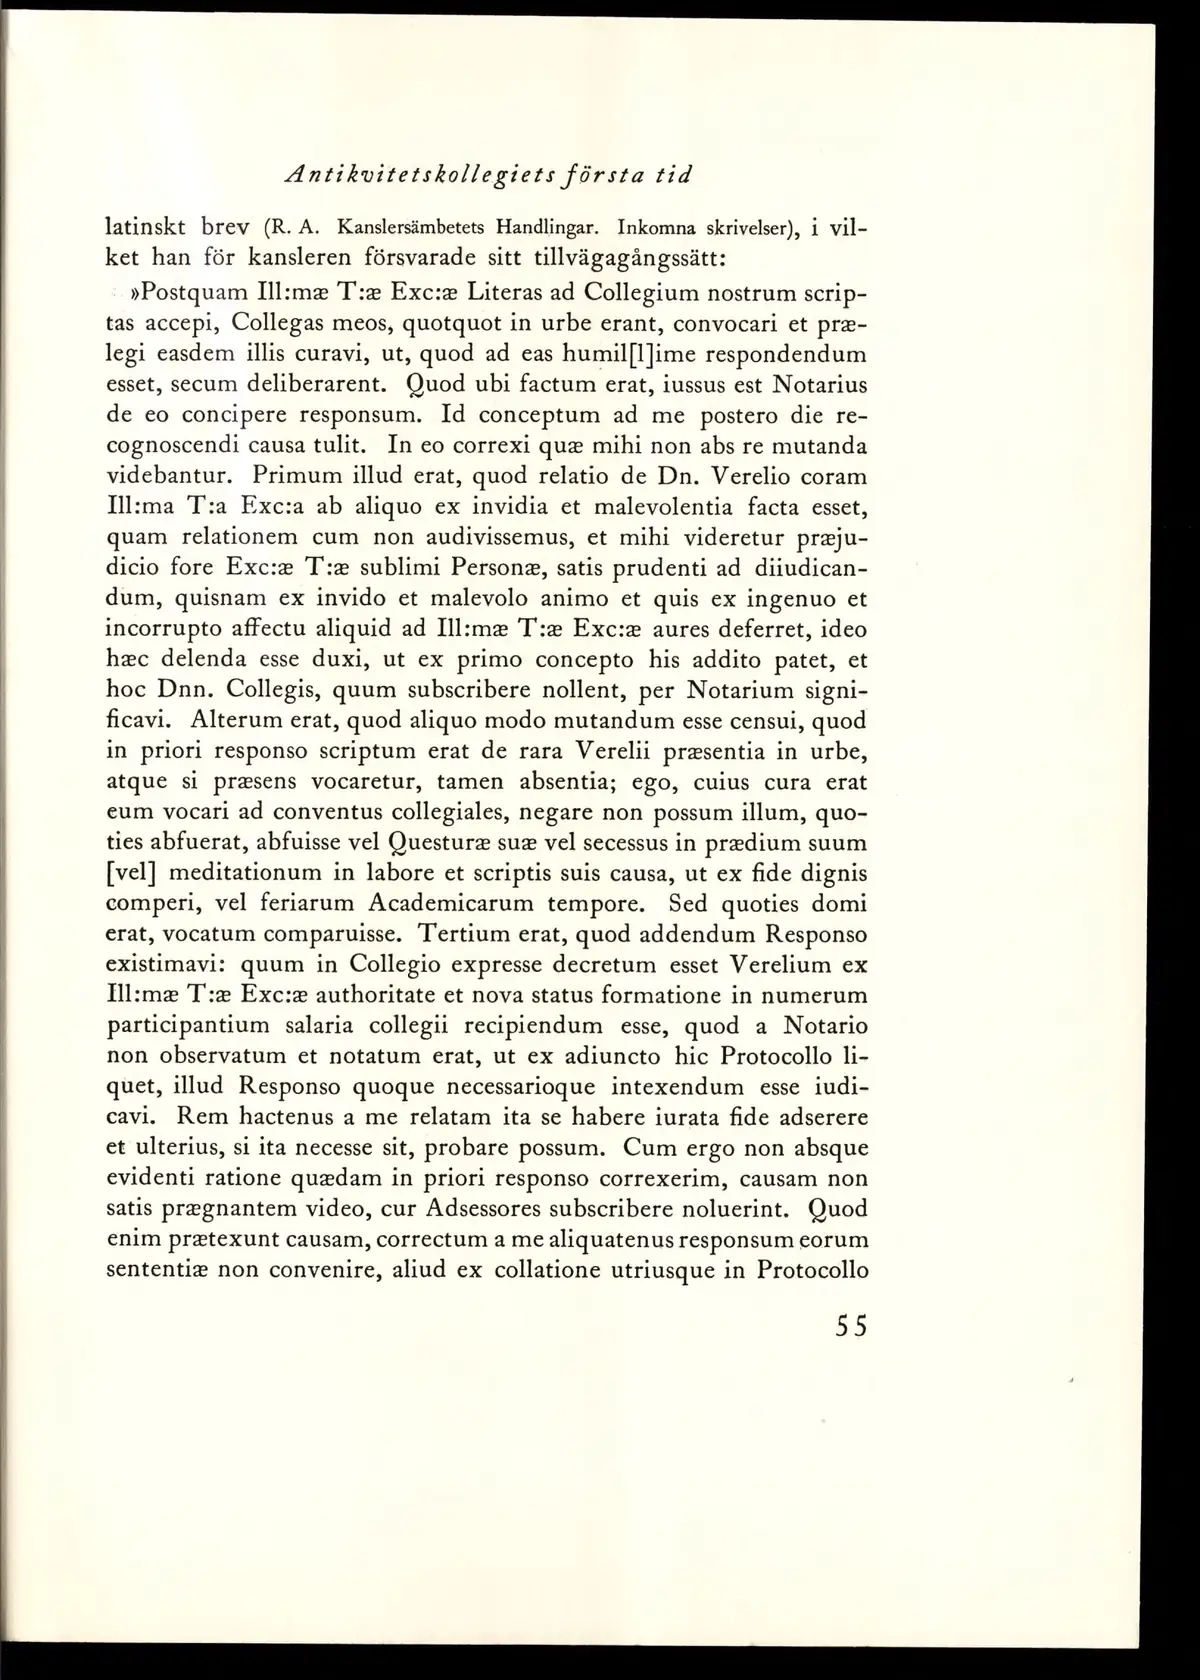 Antikvitetskollegiets första tid
latinskt brev (R. A. Kanslersämbetets Handlingar. Inkomna skrivelser), i vil-
ket han för kansleren försvarade sitt tillvägagångssätt:
»Postquam Ill:mæ T:æ Exc:æ Literas ad Collegium nostrum scrip-
tas accepi, Collegas meos, quotquot in urbe erant, convocari et præ-
legi easdem illis curavi, ut, quod ad eas humil[l]ime respondendum
esset, secum deliberarent. Quod ubi factum erat, iussus est Notarius
de eo concipere responsum. Id conceptum ad me postero die re-
cognoscendi causa tulit. In eo correxi quæ mihi non abs re mutanda
videbantur. Primum illud erat, quod relatio de Dn. Verelio coram
Ill:ma T:a Exc:a ab aliquo ex invidia et malevolentia facta esset,
quam relationem cum non audivissemus, et mihi videretur præju-
dicio fore Exc:æ T:æ sublimi Personæ, satis prudenti ad diiudican-
dum, quisnam ex invido et malevolo animo et quis ex ingenuo et
incorrupto affectu aliquid ad Ill:mæ T:æ Exc:æ aures deferret, ideo
hæc delenda esse duxi, ut ex primo concepto his addito patet, et
hoc Dnn. Collegis, quum subscribere nollent, per Notarium signi-
ficavi. Alterum erat, quod aliquo modo mutandum esse censui, quod
in priori responso scriptum erat de rara Verelii præsentia in urbe,
atque si præsens vocaretur, tamen absentia; ego, cuius cura erat
eum vocari ad conventus collegiales, negare non possum illum, quo-
ties abfuerat, abfuisse vel Questuræ suæ vel secessus in prædium suum
[vel] meditationum in labore et scriptis suis causa, ut ex fide dignis
comperi, vel feriarum Academicarum tempore. Sed quoties domi
erat, vocatum comparuisse. Tertium erat, quod addendum Responso
existimavi: quum in Collegio expresse decretum esset Verelium ex
Ill:mæ T:æ Exc:æ authoritate et nova status formatione in numerum
participantium salaria collegii recipiendum esse, quod a Notario
non observatum et notatum erat, ut ex adiuncto hic Protocollo li-
quet, illud Responso quoque necessarioque intexendum esse iudi-
cavi. Rem hactenus a me relatam ita se habere iurata fide adserere
et ulterius, si ita necesse sit, probare possum. Cum ergo non absque
evidenti ratione quædam in priori responso correxerim, causam non
satis prægnantem video, cur Adsessores subscribere noluerint. Quod
enim prætexunt causam, correctum a me aliquatenus responsum eorum
sententiæ non convenire, aliud ex collatione utriusque in Protocollo
55